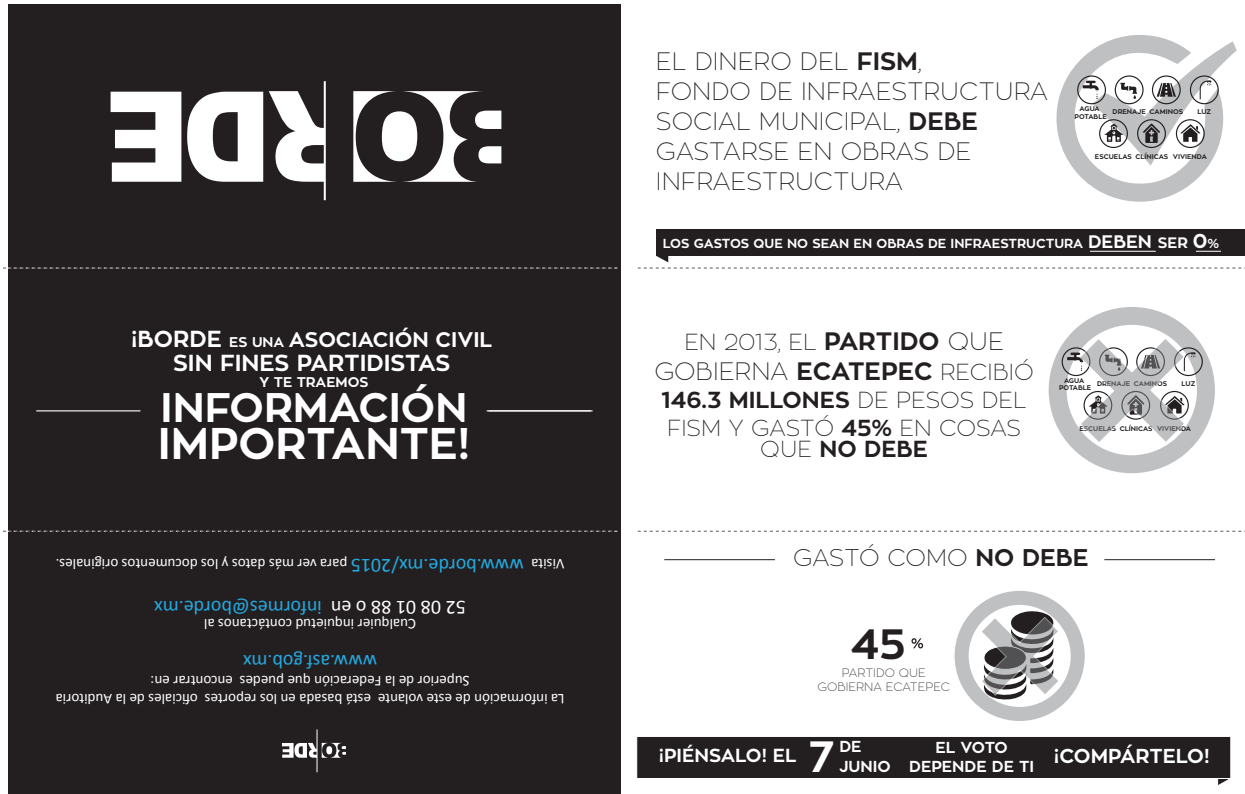 BORDE
¡BORDE ES UNA ASOCIACIÓN CIVIL
SIN FINES PARTIDISTAS
Y TE TRAEMOS
INFORMACIÓN
IMPORTANTE!
BORDE
La información de este volante está basada en los reportes oficiales de la Auditoria
Superior de la Federación que puedes encontrar en:
www.asf.gob.mx
Cualquier inquietud contáctanos al
52 08 01 88 o en informes@borde.mx
Visita www.borde.mx/2015 para ver más datos y los documentos originales.
EL DINERO DEL FISM,
FONDO DE INFRAESTRUCTURA
SOCIAL MUNICIPAL, DEBE
GASTARSE EN OBRAS DE
INFRAESTRUCTURA
AGUA
POTABLE DRENAJE CAMINOS LUZ
ESCUELAS CLÍNICAS VIVIENDA
LOS GASTOS QUE NO SEAN EN OBRAS DE INFRAESTRUCTURA DEBEN SER 0%
EN 2013, EL PARTIDO QUE
GOBIERNA ECATEPEC RECIBIÓ
146.3 MILLONES DE PESOS DEL
FISM Y GASTÓ 45% EN COSAS
QUE NO DEBE
AGUA
POTABLE DRENAJE CAMINOS LUZ
ESCUELAS CLÍNICAS VIVIENDA
GASTÓ COMO NO DEBE
45 %
PARTIDO QUE
GOBIERNA ECATEPEC
¡PIÉNSALO! EL 7 DE JUNIO EL VOTO DEPENDE DE TI ¡COMPÁRTELO!